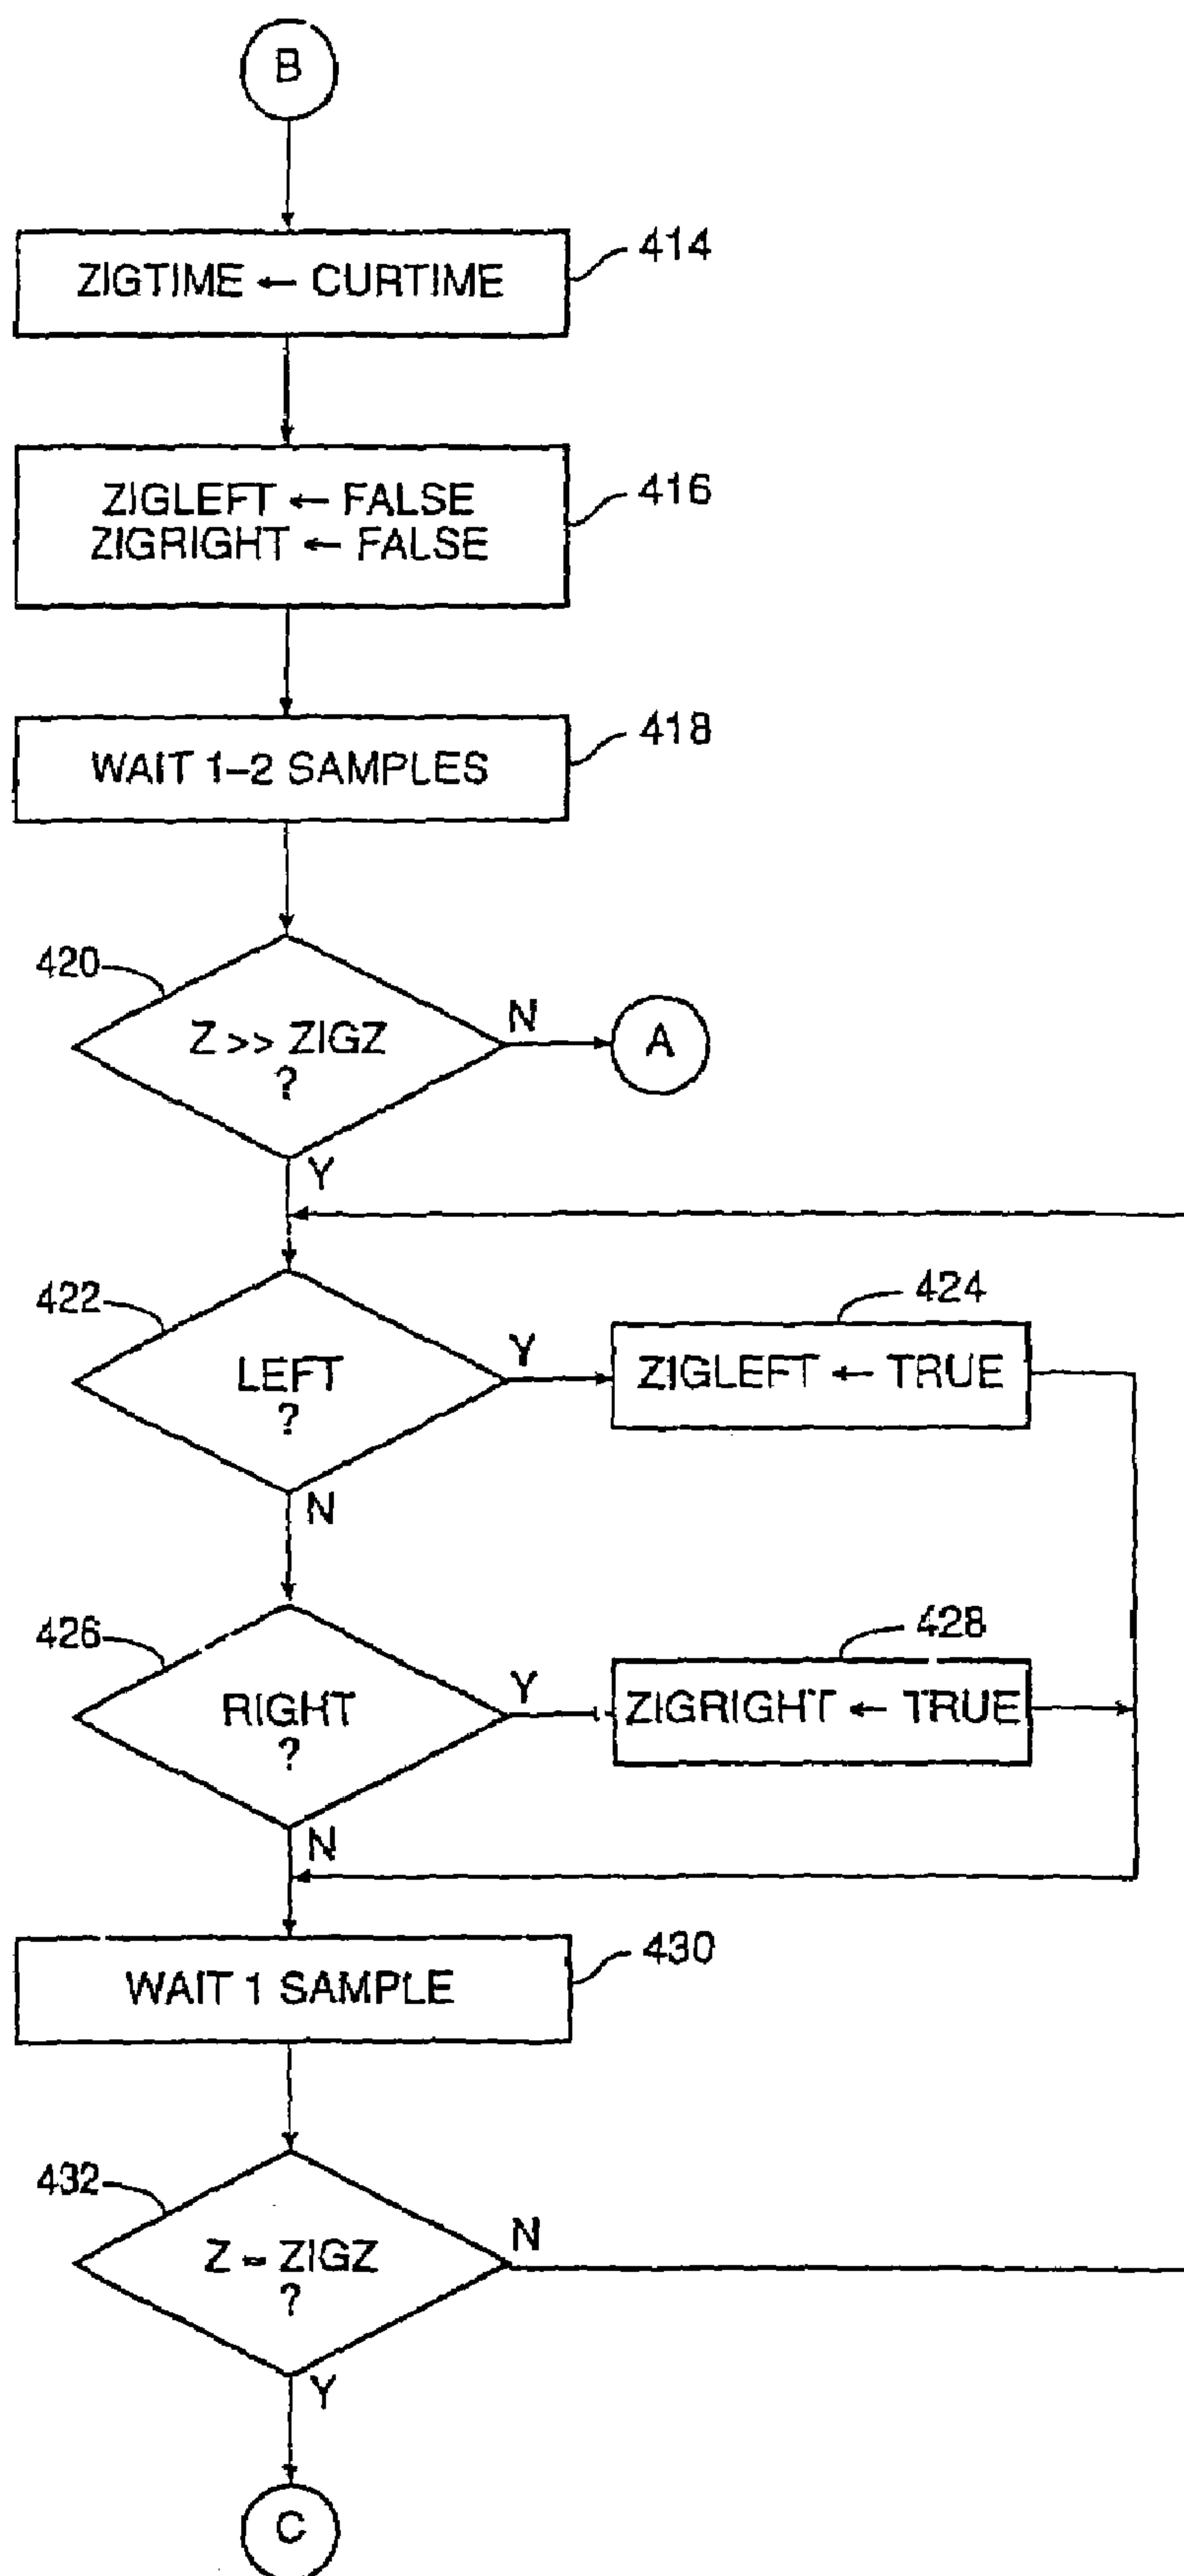 B
ZIGTIME ← CURTIME
414
ZIGLEFT ← FALSE
ZIGRIGHT ← FALSE
416
WAIT 1–2 SAMPLES
418
420
Z >> ZIGZ
?
N
A
Y
422
LEFT
?
Y
424
ZIGLEFT ← TRUE
N
426
RIGHT
?
Y
428
ZIGRIGHT ← TRUE
N
WAIT 1 SAMPLE
430
432
Z = ZIGZ
?
N
Y
C